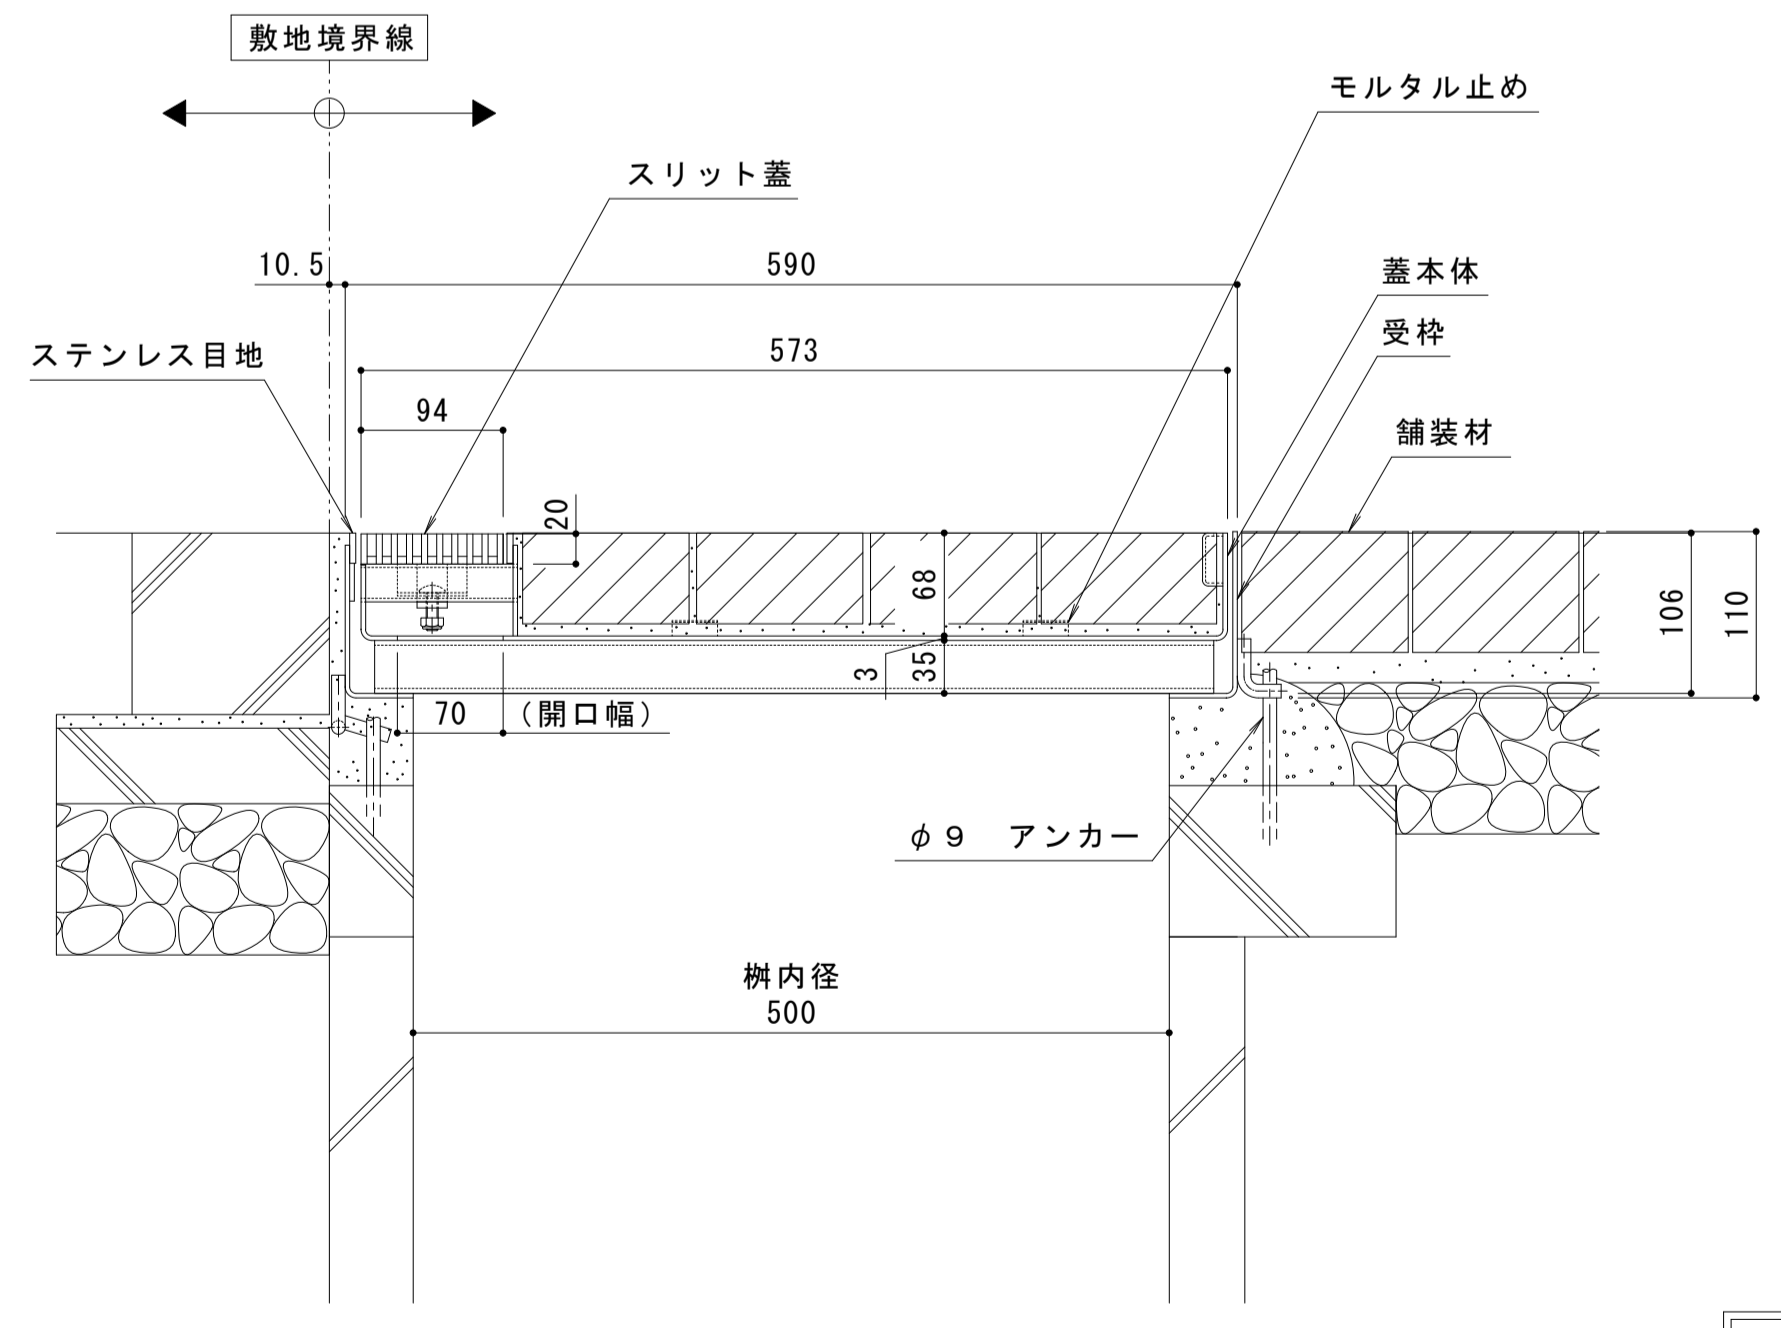 敷地境界線
モルタル止め
スリット蓋
10.5
590
蓋本体
受枠
ステンレス目地
573
94
舗装材
20
68
106
110
3
35
70 (開口幅)
φ9 アンカー
桝内径
500